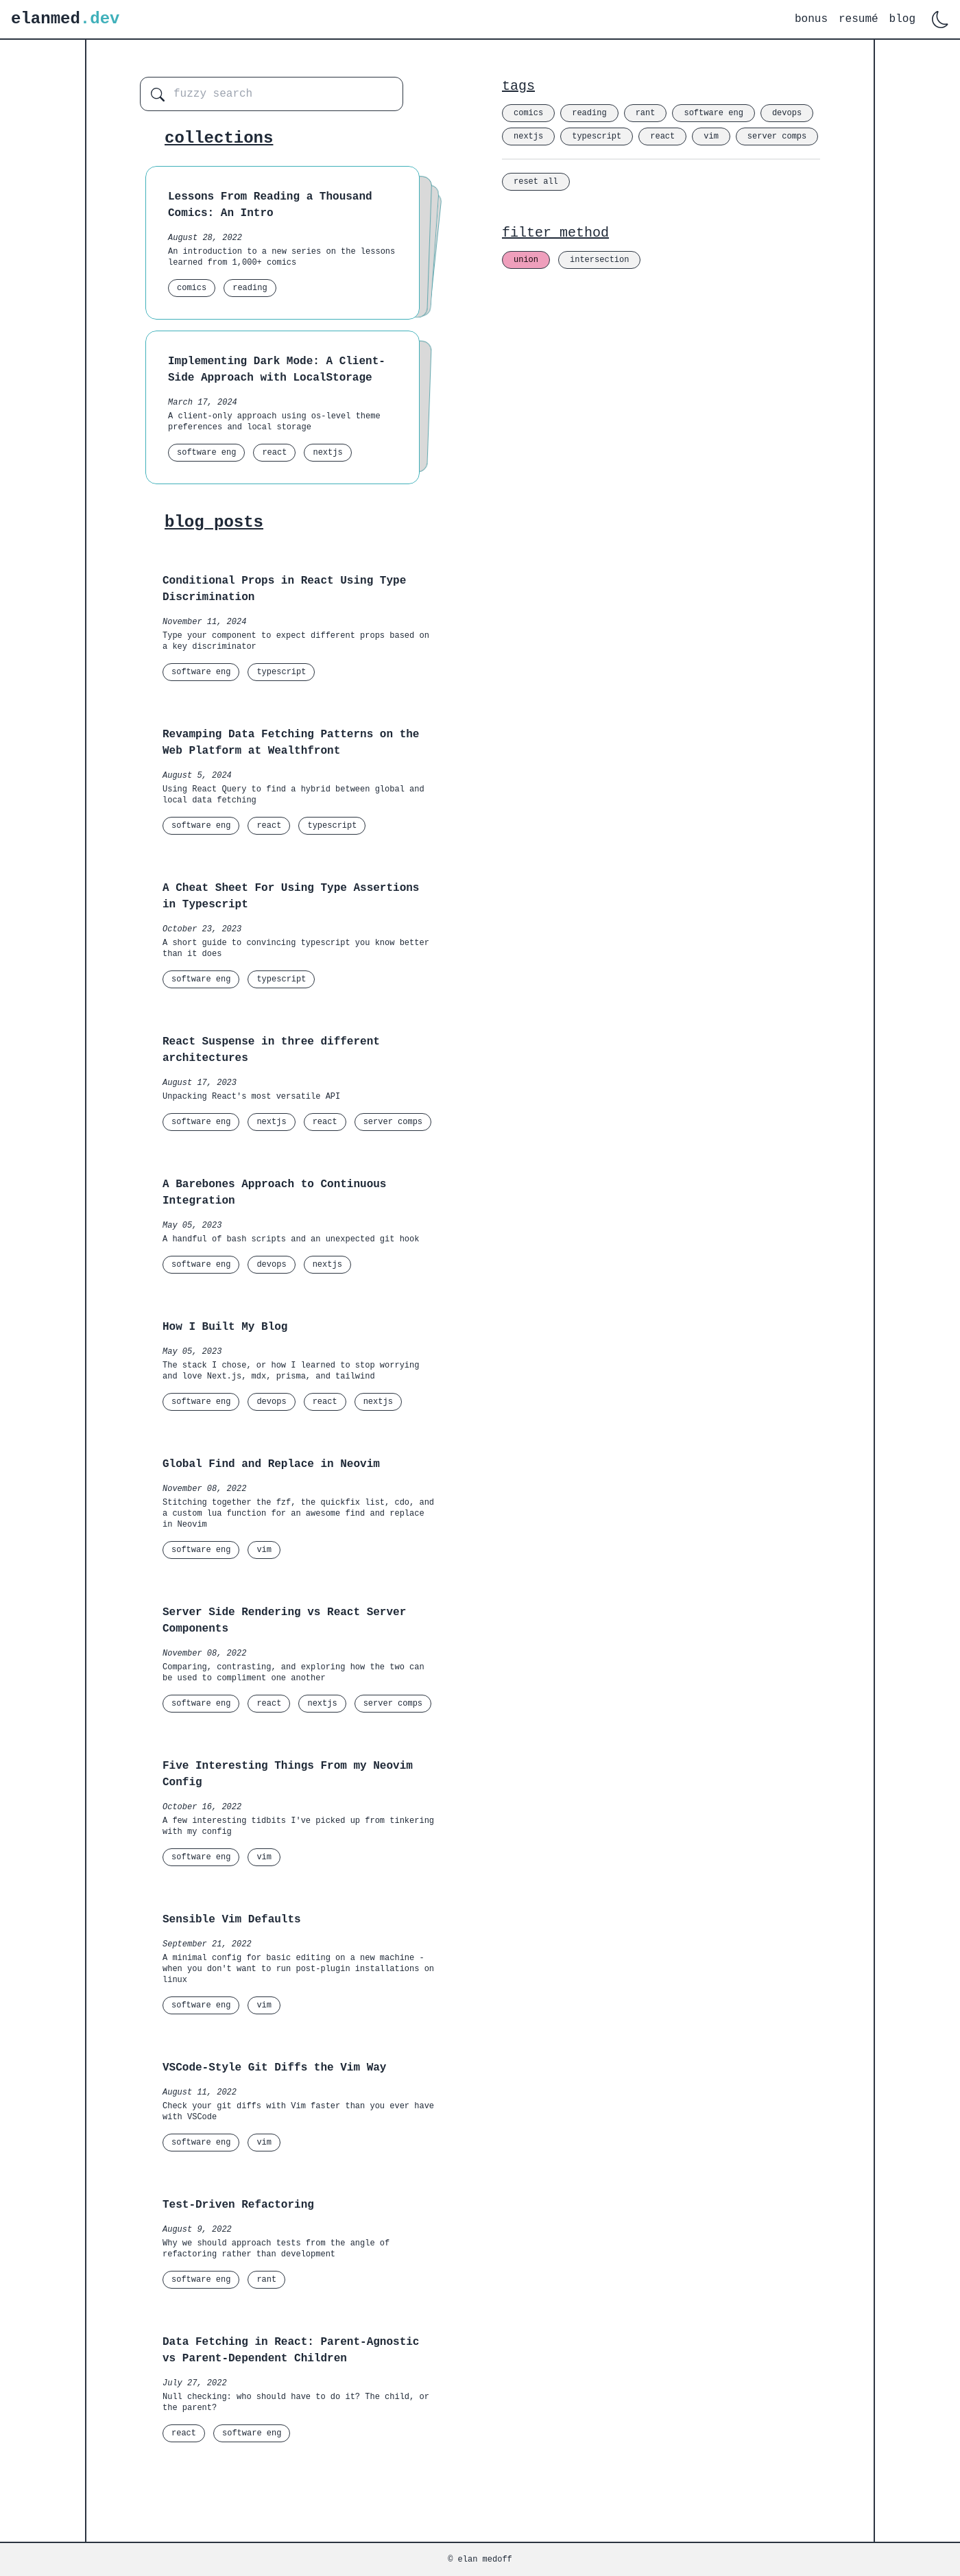 elanmed.dev
bonus resumé blog
fuzzy search
collections
Lessons From Reading a Thousand
Comics: An Intro
August 28, 2022
An introduction to a new series on the lessons
learned from 1,000+ comics
comics reading
Implementing Dark Mode: A Client-
Side Approach with LocalStorage
March 17, 2024
A client-only approach using os-level theme
preferences and local storage
software eng react nextjs
tags
comics reading rant software eng devops
nextjs typescript react vim server comps
reset all
filter method
union intersection
blog posts
Conditional Props in React Using Type
Discrimination
November 11, 2024
Type your component to expect different props based on
a key discriminator
software eng typescript
Revamping Data Fetching Patterns on the
Web Platform at Wealthfront
August 5, 2024
Using React Query to find a hybrid between global and
local data fetching
software eng react typescript
A Cheat Sheet For Using Type Assertions
in Typescript
October 23, 2023
A short guide to convincing typescript you know better
than it does
software eng typescript
React Suspense in three different
architectures
August 17, 2023
Unpacking React's most versatile API
software eng nextjs react server comps
A Barebones Approach to Continuous
Integration
May 05, 2023
A handful of bash scripts and an unexpected git hook
software eng devops nextjs
How I Built My Blog
May 05, 2023
The stack I chose, or how I learned to stop worrying
and love Next.js, mdx, prisma, and tailwind
software eng devops react nextjs
Global Find and Replace in Neovim
November 08, 2022
Stitching together the fzf, the quickfix list, cdo, and
a custom lua function for an awesome find and replace
in Neovim
software eng vim
Server Side Rendering vs React Server
Components
November 08, 2022
Comparing, contrasting, and exploring how the two can
be used to compliment one another
software eng react nextjs server comps
Five Interesting Things From my Neovim
Config
October 16, 2022
A few interesting tidbits I've picked up from tinkering
with my config
software eng vim
Sensible Vim Defaults
September 21, 2022
A minimal config for basic editing on a new machine -
when you don't want to run post-plugin installations on
linux
software eng vim
VSCode-Style Git Diffs the Vim Way
August 11, 2022
Check your git diffs with Vim faster than you ever have
with VSCode
software eng vim
Test-Driven Refactoring
August 9, 2022
Why we should approach tests from the angle of
refactoring rather than development
software eng rant
Data Fetching in React: Parent-Agnostic
vs Parent-Dependent Children
July 27, 2022
Null checking: who should have to do it? The child, or
the parent?
react software eng
© elan medoff